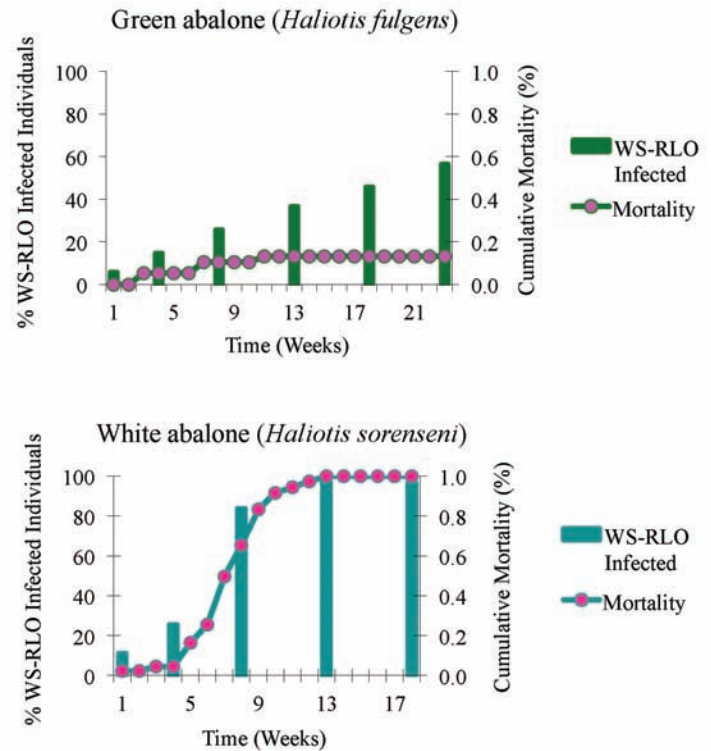 Green abalone (Haliotis fulgens)
% WS-RLO Infected Individuals
100
80
60
40
20
0
1.0
0.8
0.6
0.4
0.2
0.0
Cumulative Mortality (%)
1 5 9 13 17 21
Time (Weeks)
WS-RLO
Infected
Mortality
White abalone (Haliotis sorenseni)
% WS-RLO Infected Individuals
100
80
60
40
20
0
1.0
0.8
0.6
0.4
0.2
0.0
Cumulative Mortality (%)
1 5 9 13 17
Time (Weeks)
WS-RLO
Infected
Mortality